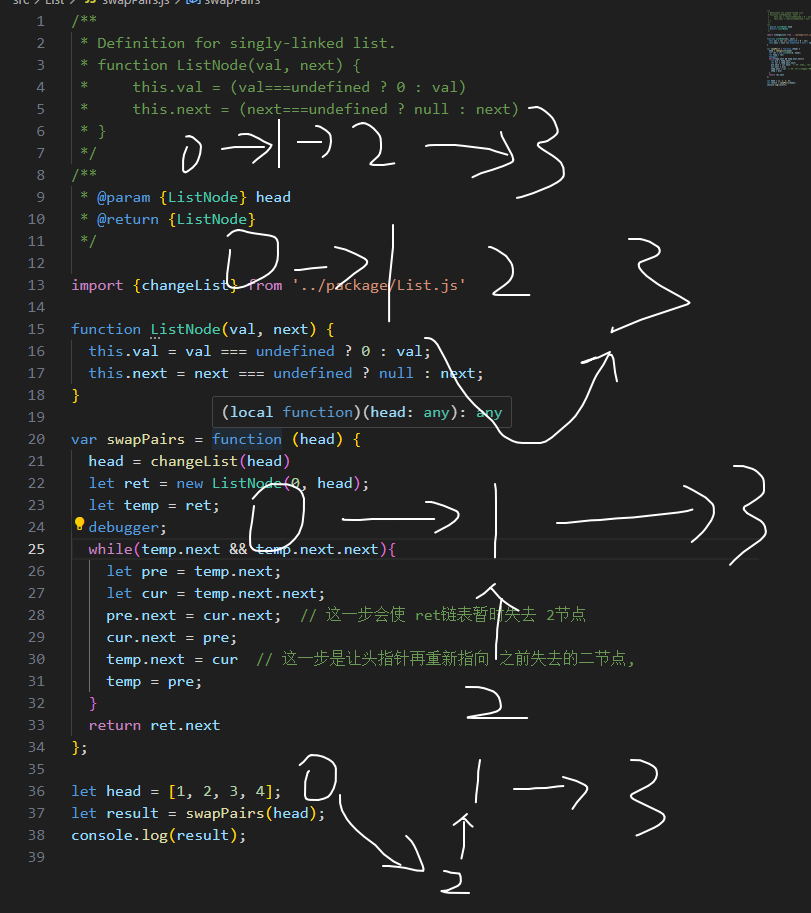 src > List > JS swapPairs.js > swapPairs
1 /**
2 * Definition for singly-linked list.
3 * function ListNode(val, next) {
4 *     this.val = (val===undefined ? 0 : val)
5 *     this.next = (next===undefined ? null : next)
6 * }
7 */
0 → 1 → 2 → 3
8 /**
9 * @param {ListNode} head
10 * @return {ListNode}
11 */
12
0 → 1 2 3
13 import {changeList} from '../package/List.js'
14
15 function ListNode(val, next) {
16 this.val = val === undefined ? 0 : val;
17 this.next = next === undefined ? null : next;
18 }
19
(local function)(head: any): any
20 var swapPairs = function (head) {
21 head = changeList(head)
22 let ret = new ListNode(0, head);
23 let temp = ret;
0 → 1 → 3
24 debugger;
25 while(temp.next && temp.next.next){
26 let pre = temp.next;
27 let cur = temp.next.next;
28 pre.next = cur.next;  // 这一步会使 ret链表暂时失去 2节点
29 cur.next = pre;
30 temp.next = cur  // 这一步是让头指针再重新指向 之前失去的二节点,
31 temp = pre;
2
32 }
33 return ret.next
34 };
35
0 1 → 3
36 let head = [1, 2, 3, 4];
37 let result = swapPairs(head);
38 console.log(result);
39
2